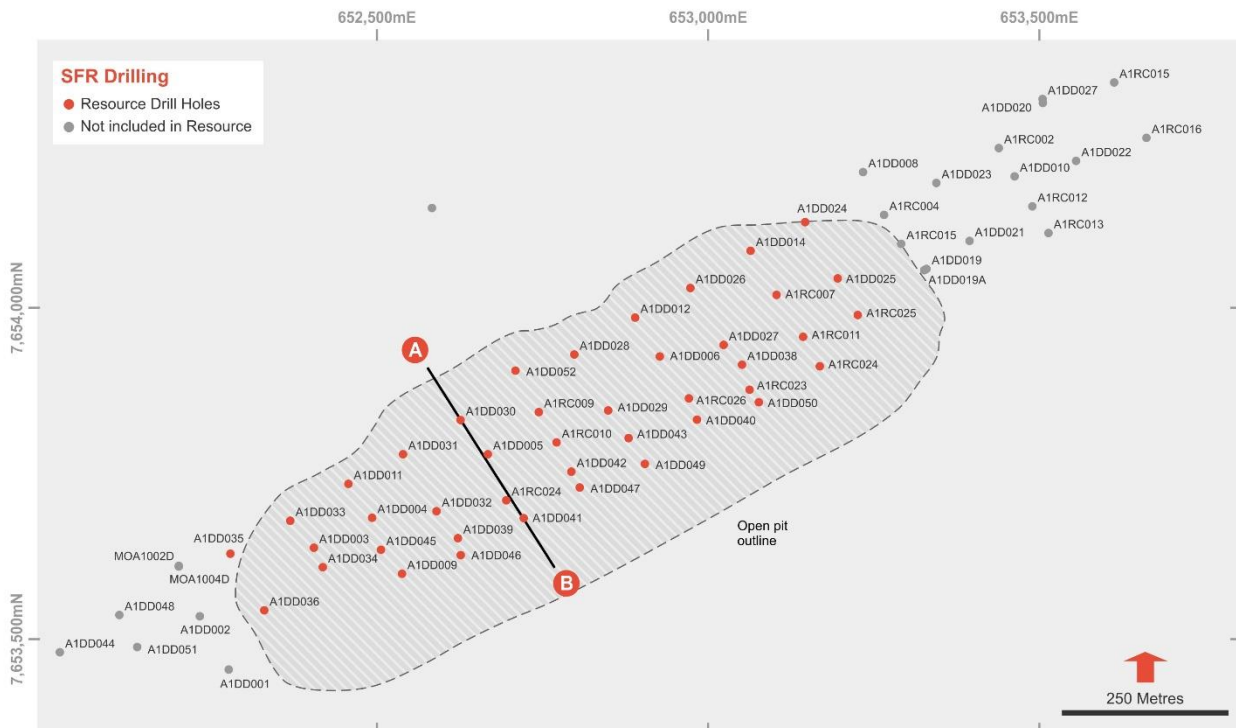 652,500mE
653,000mE
653,500mE
SFR Drilling
Resource Drill Holes
Not included in Resource
A1RC015
A1DD027
A1DD020
A1RC016
A1RC002
A1DD022
A1DD008
A1DD023
A1DD010
A1RC012
A1DD024
A1RC004
A1RC013
A1RC015
A1DD021
A1DD014
A1DD019
A1DD019A
A1DD025
A1DD026
A1RC007
7,654,000mN
A1DD012
A1RC025
A1RC011
A
A1DD027
A1DD028
A1DD006
A1DD038
A1RC024
A1DD052
A1RC023
A1RC026
A1DD050
A1RC009
A1DD029
A1DD030
A1DD040
A1DD043
A1RC010
A1DD031
A1DD005
A1DD049
A1DD042
A1DD011
A1DD047
A1RC024
A1DD032
A1DD033
A1DD004
A1DD041
Open pit
outline
A1DD039
A1DD035
A1DD003
A1DD045
MOA1002D
A1DD046
A1DD034
A1DD009
MOA1004D
B
A1DD036
A1DD048
A1DD002
7,653,500mN
A1DD044
A1DD051
A1DD001
250 Metres